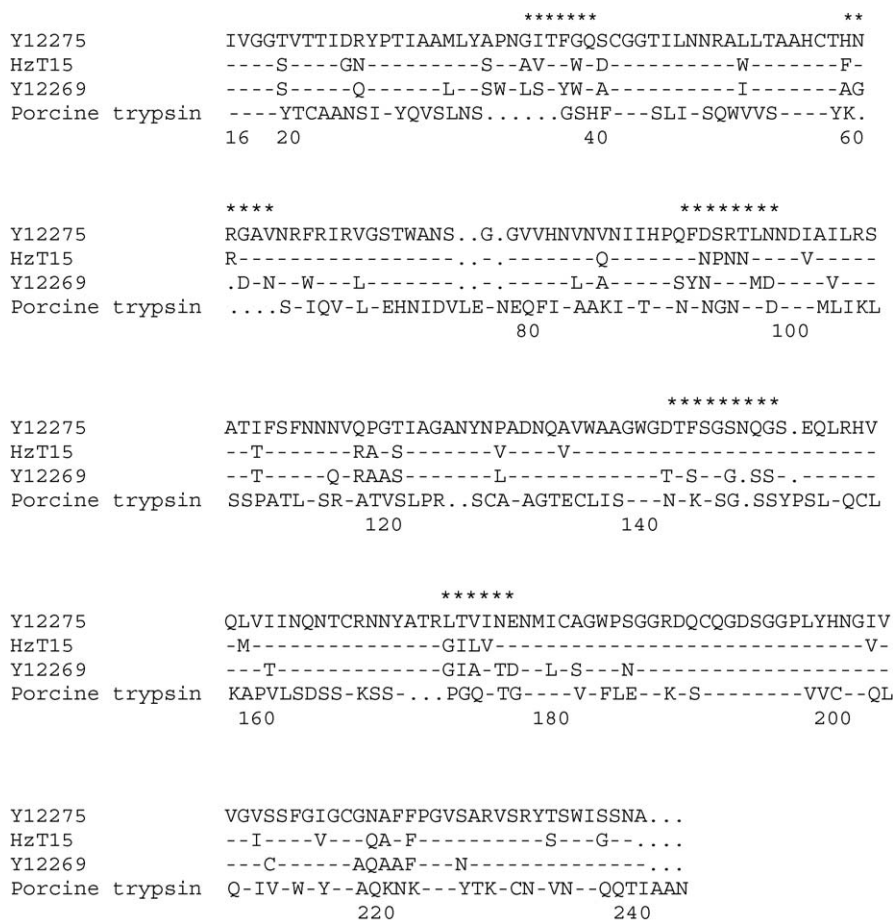 *******                   **
Y12275 IVGGTVTTIDRYPTIAAMLYAPNGITFGQSCGGTILNNRALLTAAHCTHN
HzT15 ----S----GN---------S--AV--W-D----------W-------F-
Y12269 ----S-----Q------L--SW-LS-YW-A----------I-------AG
Porcine trypsin ----YTCAANSI-YQVSLNS......GSHF---SLI-SQWVVS----YK.
16  20                  40                  60
****                               ********
Y12275 RGAVNRFRIRVGSTWANS..G.GVVHNVNVNIIHPQFDSRTLNNDIAILRS
HzT15 R-----------------..-.-------Q-------NPNN----I-----
Y12269 .D-N--W---L-------..-.------L-A-----SYN---MD---V---
Porcine trypsin ....S-IQV-L-EHNIDVLE-NEQFI-AAKI-T--N-NGN--D---MLIKL
80                 100
*********
Y12275 ATIFSFNNNVQPGTIAGANYNPADNQAVWAAGWGDTFSGSNQGS.EQLRHV
HzT15 --T-------RA-S-------V----V------------------------
Y12269 --T-----Q-RAAS-------L------------T-S--G.SS-.------
Porcine trypsin SSPATL-SR-ATVSLPR..SCA-AGTECLIS---N-K-SG.SSYPSL-QCL
120                 140
******
Y12275 QLVIINQNTCRNNYATRLTVINENMICAGWPSGGRDQCQGDSGGPLYHNGIV
HzT15 -M---------------GILV-----------------------------V-
Y12269 ---T-------------GIA-TD--L-S---N--------------------
Porcine trypsin KAPVLSDSS-KSS-...PGQ-TG----V-FLE--K-S--------VVC--QL
160                  180                  200
Y12275 VGVSSFGIGCGNAFFPGVSARVSRYTSWISSNA...
HzT15 --I----V---QA-F----------S---G--....
Y12269 ---C------AQAAF---N--------------...
Porcine trypsin Q-IV-W-Y--AQKNK---YTK-CN-VN--QQTIAAN
220                 240